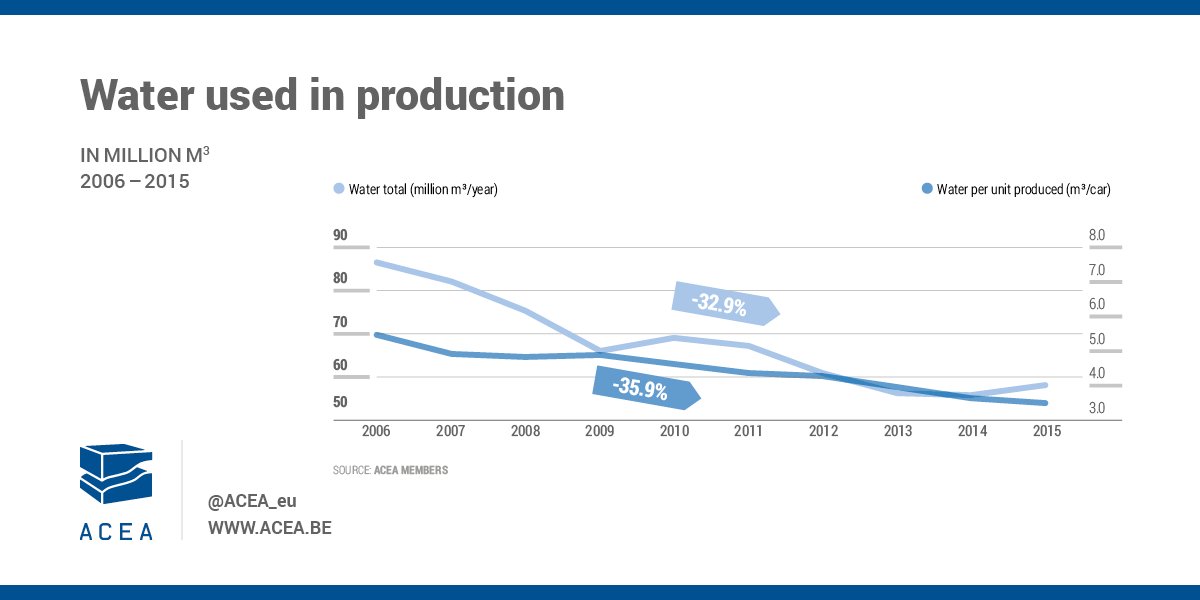 Water used in production
IN MILLION M³
2006 – 2015
Water total (million m³/year)
Water per unit produced (m³/car)
90
80
70
60
50
8.0
7.0
6.0
5.0
4.0
3.0
-32.9%
-35.9%
2006 2007 2008 2009 2010 2011 2012 2013 2014 2015
SOURCE: ACEA MEMBERS
ACEA
@ACEA_eu
WWW.ACEA.BE